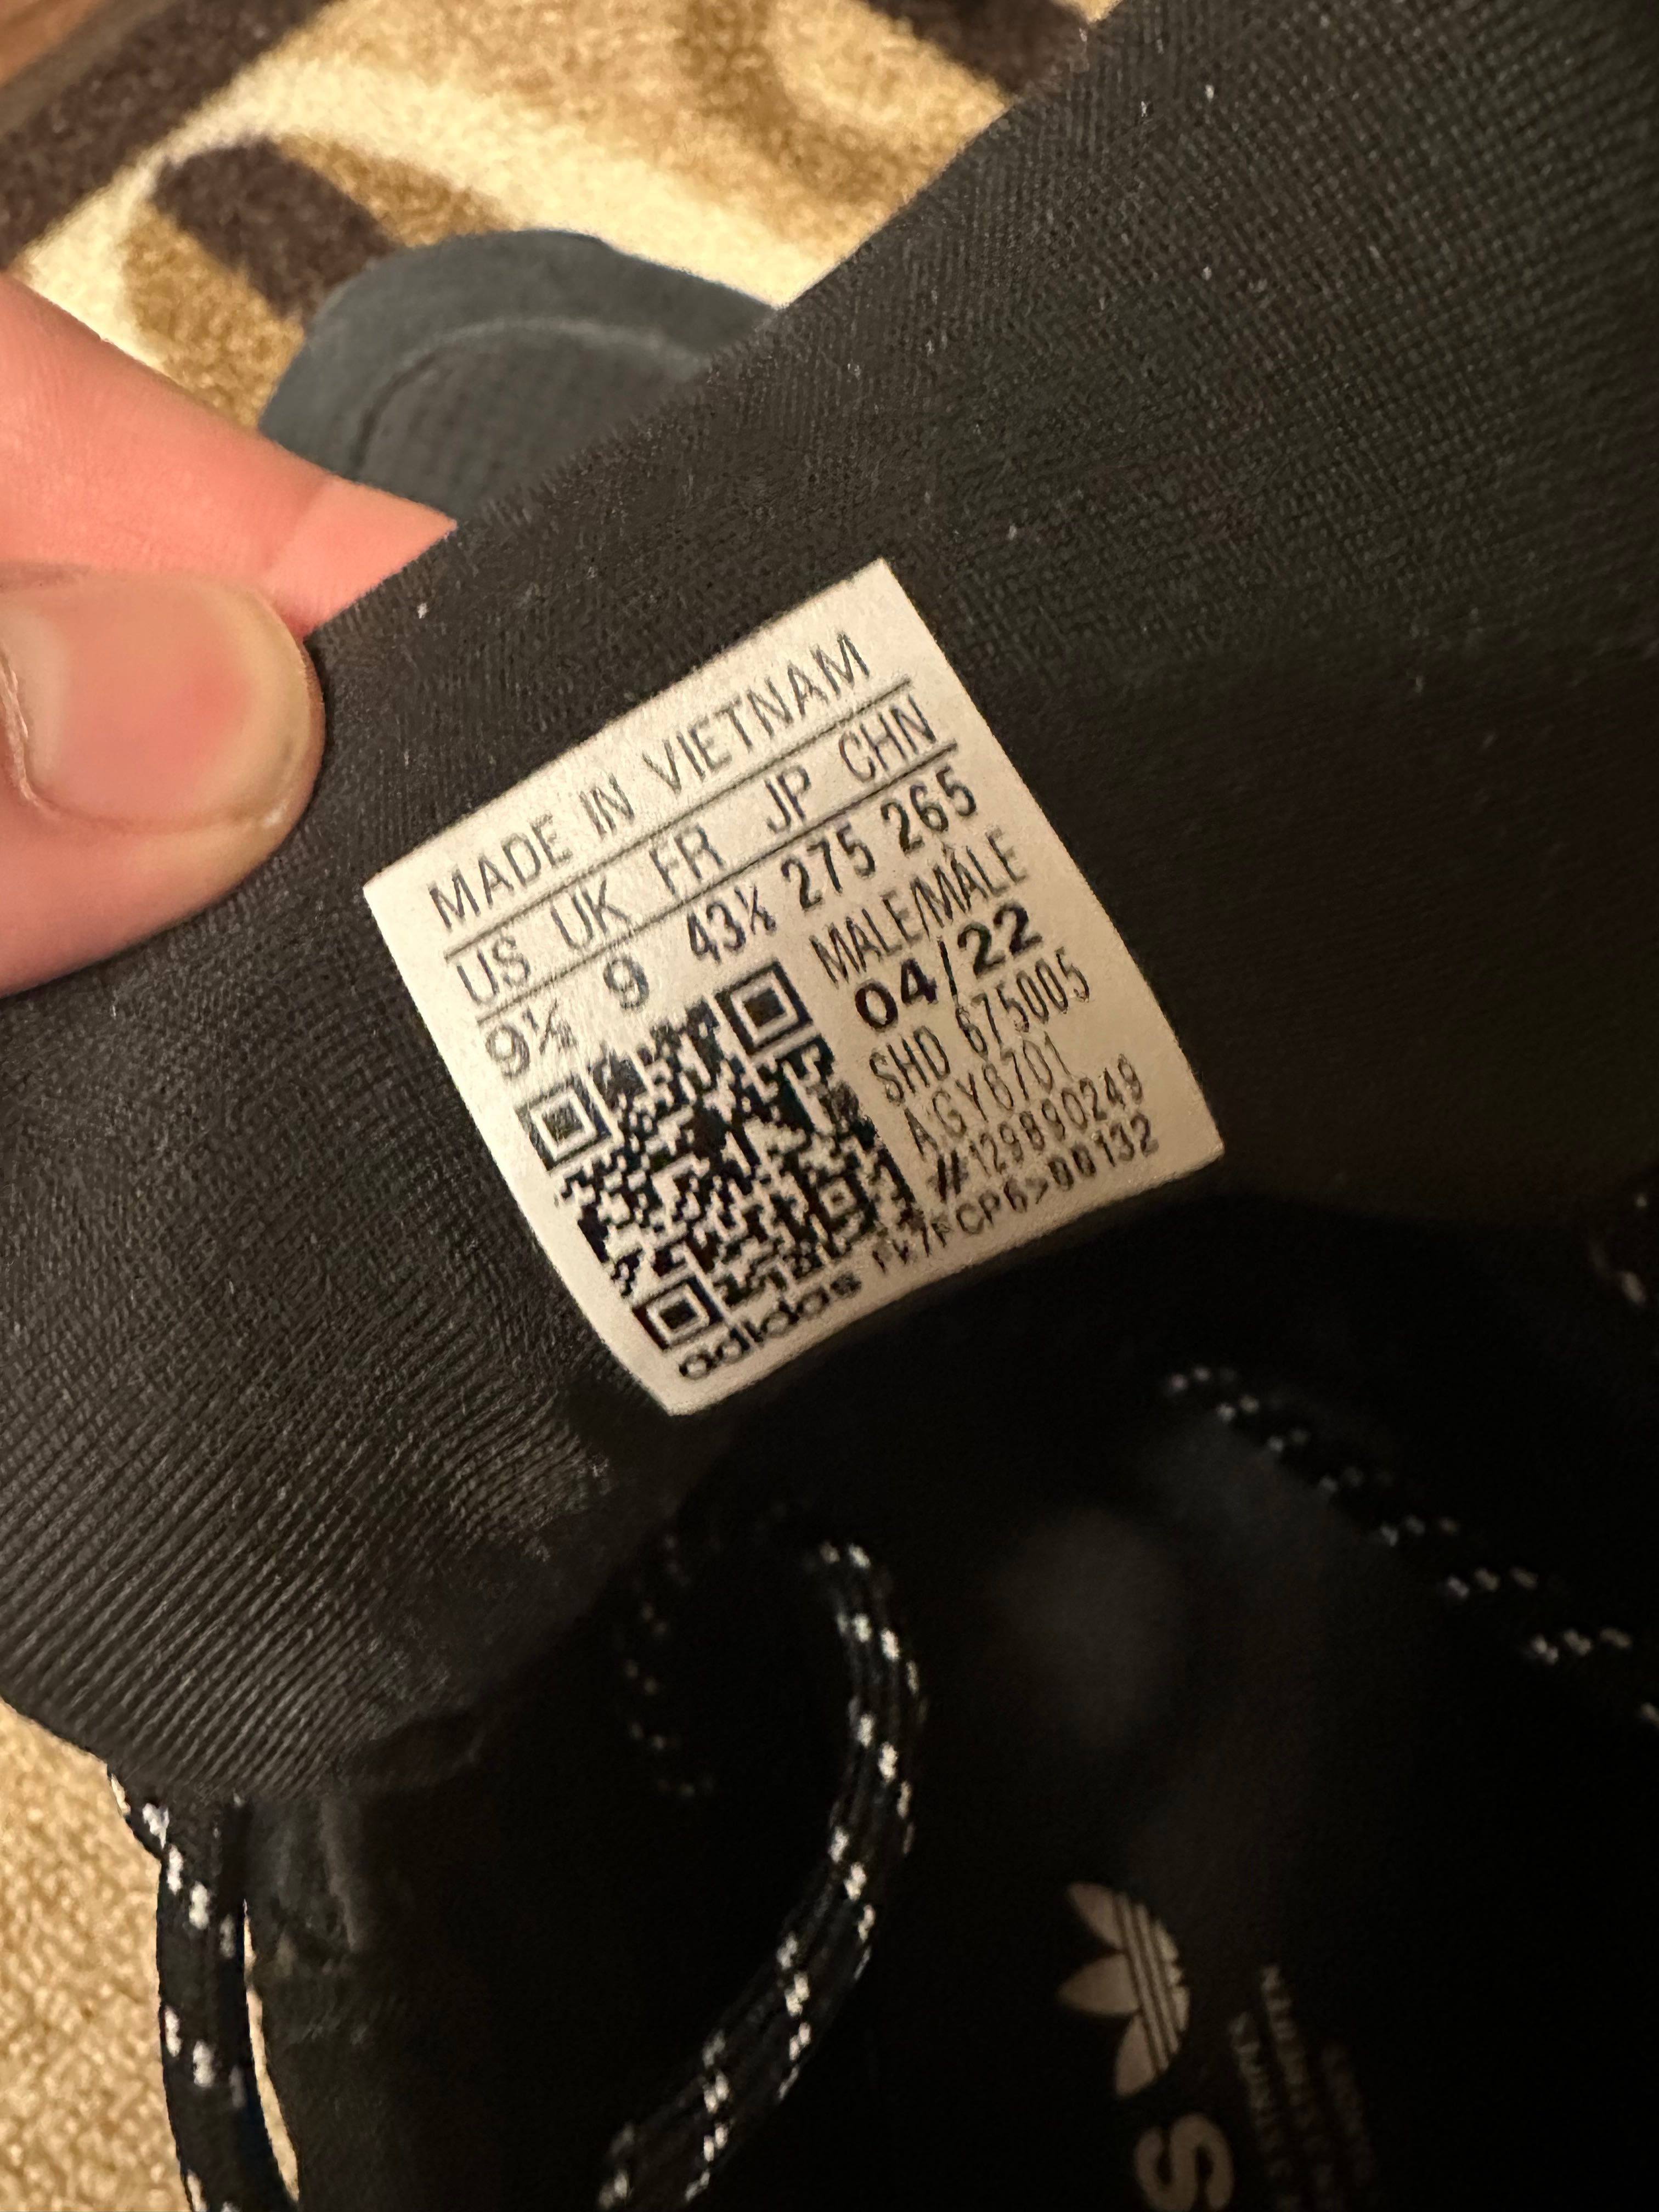 MADE IN VIETNAM
US UK FR JP CHN
9½ 9 43⅓ 275 265
MALE/MÂLE
04/22
SHD 675005
A:GY6701
#129890249
adidas
S